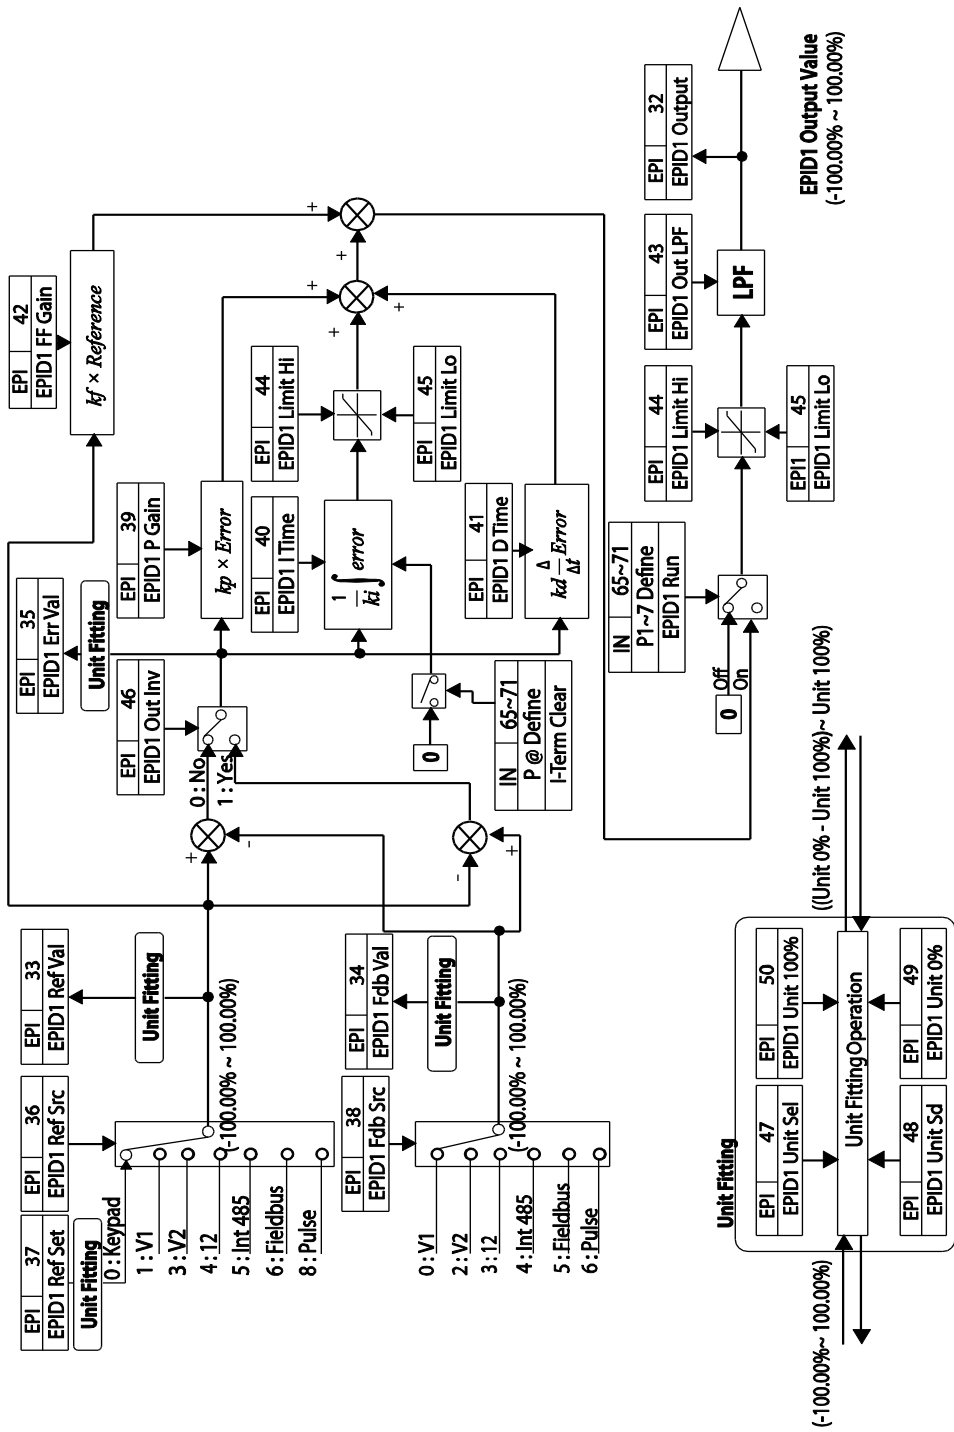 EPI 37
EPID1 Ref Set
Unit Fitting
EPI 36
EPID1 Ref Src
0 : Keypad
1 : V1
3 : V2
4 : 12
5 : Int 485
6 : Fieldbus
8 : Pulse
(-100.00% ~ 100.00%)
EPI 33
EPID1 Ref Val
Unit Fitting
EPI 38
EPID1 Fdb Src
0 : V1
2 : V2
3 : 12
4 : Int 485
5 : Fieldbus
6 : Pulse
(-100.00% ~ 100.00%)
EPI 34
EPID1 Fdb Val
Unit Fitting
+
-
-
+
0 : No
1 : Yes
EPI 46
EPID1 Out Inv
EPI 35
EPID1 Err Val
Unit Fitting
EPI 42
EPID1 FF Gain
kf × Reference
EPI 39
EPID1 P Gain
kp × Error
EPI 40
EPID1 I Time
1
ki
∫ error
EPI 41
EPID1 D Time
kd
Δ
Δt
Error
0
IN 65~71
P @ Define
I-Term Clear
EPI 44
EPID1 Limit Hi
EPI 45
EPID1 Limit Lo
+
+
+
+
+
IN 65~71
P1~7 Define
EPID1 Run
0
Off
On
EPI 44
EPID1 Limit Hi
EPI1 45
EPID1 Limit Lo
EPI 43
EPID1 Out LPF
LPF
EPI 32
EPID1 Output
EPID1 Output Value
(-100.00% ~ 100.00%)
Unit Fitting
EPI 47
EPID1 Unit Sel
EPI 50
EPID1 Unit 100%
Unit Fitting Operation
EPI 48
EPID1 Unit Sd
EPI 49
EPID1 Unit 0%
(-100.00%~ 100.00%)
((Unit 0% - Unit 100%)~ Unit 100%)